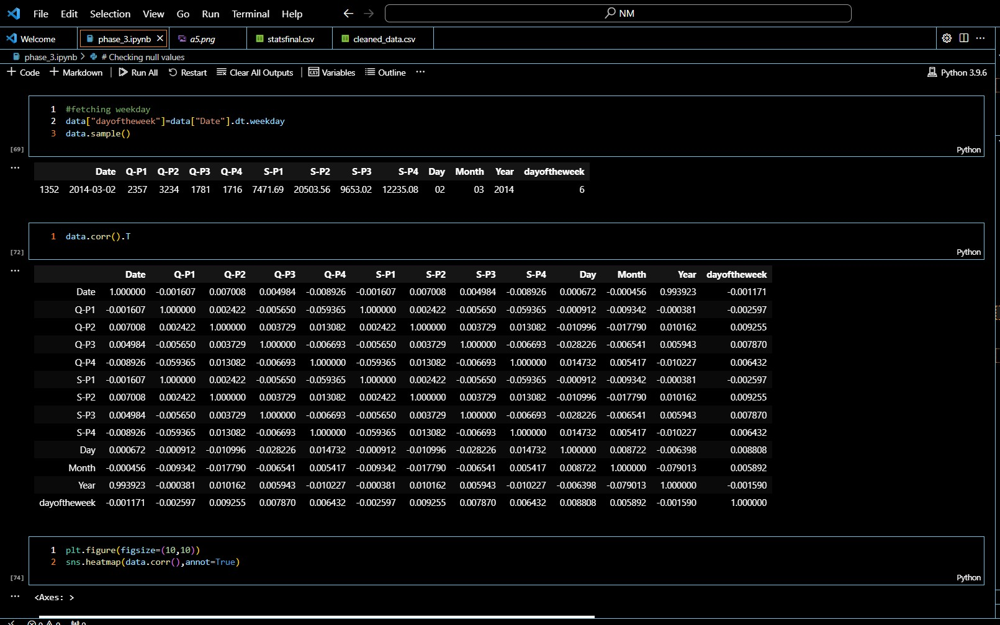 File Edit Selection View Go Run Terminal Help NM
Welcome phase_3.ipynb a5.png statsfinal.csv cleaned_data.csv
phase_3.ipynb > # Checking null values
Code Markdown Run All Restart Clear All Outputs Variables Outline ... Python 3.9.6
1 #fetching weekday
2 data["dayoftheweek"]=data["Date"].dt.weekday
3 data.sample()
[69] Python
Date Q-P1 Q-P2 Q-P3 Q-P4 S-P1 S-P2 S-P3 S-P4 Day Month Year dayoftheweek
1352 2014-03-02 2357 3234 1781 1716 7471.69 20503.56 9653.02 12235.08 02 03 2014 6
1 data.corr().T
[72] Python
Date Q-P1 Q-P2 Q-P3 Q-P4 S-P1 S-P2 S-P3 S-P4 Day Month Year dayoftheweek
Date 1.000000 -0.001607 0.007008 0.004984 -0.008926 -0.001607 0.007008 0.004984 -0.008926 0.000672 -0.000456 0.993923 -0.001171
Q-P1 -0.001607 1.000000 0.002422 -0.005650 -0.059365 1.000000 0.002422 -0.005650 -0.059365 -0.000912 -0.009342 -0.000381 -0.002597
Q-P2 0.007008 0.002422 1.000000 0.003729 0.013082 0.002422 1.000000 0.003729 0.013082 -0.010996 -0.017790 0.010162 0.009255
Q-P3 0.004984 -0.005650 0.003729 1.000000 -0.006693 -0.005650 0.003729 1.000000 -0.006693 -0.028226 -0.006541 0.005943 0.007870
Q-P4 -0.008926 -0.059365 0.013082 -0.006693 1.000000 -0.059365 0.013082 -0.006693 1.000000 0.014732 0.005417 -0.010227 0.006432
S-P1 -0.001607 1.000000 0.002422 -0.005650 -0.059365 1.000000 0.002422 -0.005650 -0.059365 -0.000912 -0.009342 -0.000381 -0.002597
S-P2 0.007008 0.002422 1.000000 0.003729 0.013082 0.002422 1.000000 0.003729 0.013082 -0.010996 -0.017790 0.010162 0.009255
S-P3 0.004984 -0.005650 0.003729 1.000000 -0.006693 -0.005650 0.003729 1.000000 -0.006693 -0.028226 -0.006541 0.005943 0.007870
S-P4 -0.008926 -0.059365 0.013082 -0.006693 1.000000 -0.059365 0.013082 -0.006693 1.000000 0.014732 0.005417 -0.010227 0.006432
Day 0.000672 -0.000912 -0.010996 -0.028226 0.014732 -0.000912 -0.010996 -0.028226 0.014732 1.000000 0.008722 -0.006398 0.008808
Month -0.000456 -0.009342 -0.017790 -0.006541 0.005417 -0.009342 -0.017790 -0.006541 0.005417 0.008722 1.000000 -0.079013 0.005892
Year 0.993923 -0.000381 0.010162 0.005943 -0.010227 -0.000381 0.010162 0.005943 -0.010227 -0.006398 -0.079013 1.000000 -0.001590
dayoftheweek -0.001171 -0.002597 0.009255 0.007870 0.006432 -0.002597 0.009255 0.007870 0.006432 0.008808 0.005892 -0.001590 1.000000
1 plt.figure(figsize=(10,10))
2 sns.heatmap(data.corr(),annot=True)
[74] Python
<Axes: >